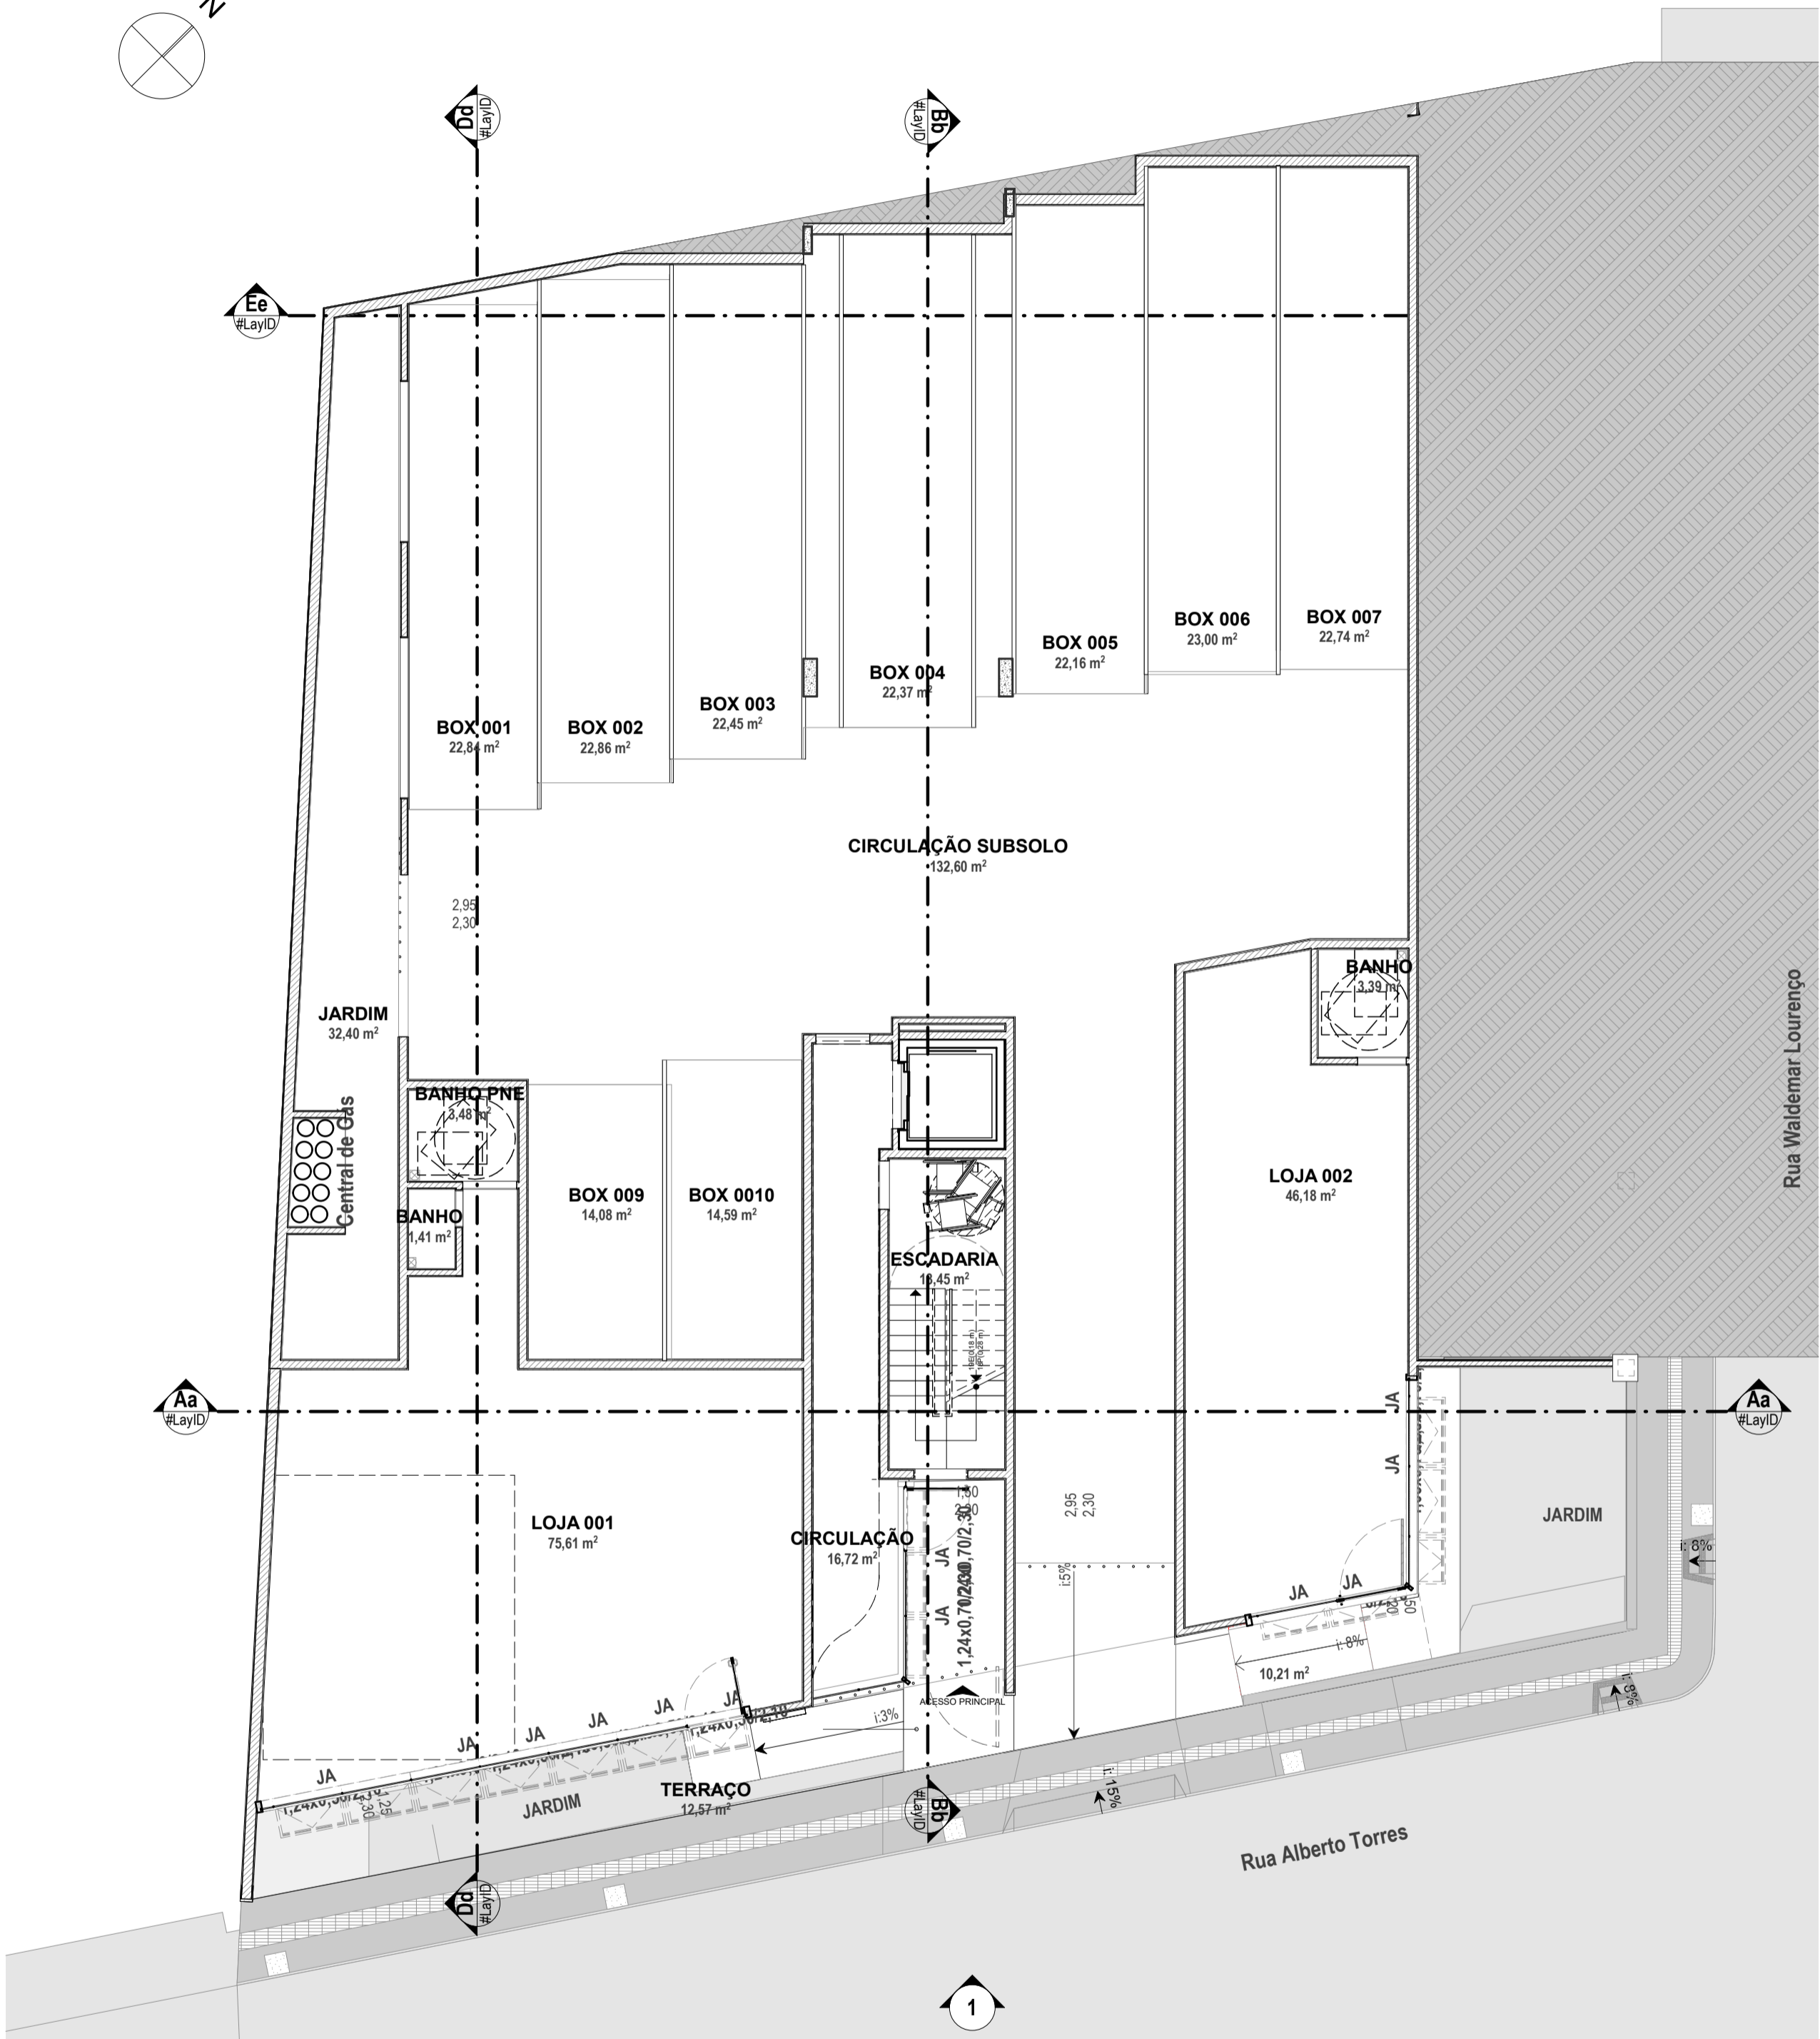 N
Dd
#LayID
Bb
#LayID
Ee
#LayID
BOX 006
23,00 m²
BOX 007
22,74 m²
BOX 005
22,16 m²
BOX 004
22,37 m²
BOX 003
22,45 m²
BOX 001
22,84 m²
BOX 002
22,86 m²
CIRCULAÇÃO SUBSOLO
132,60 m²
2,95
2,30
BANHO
3,39 m²
Rua Waldemar Lourenço
JARDIM
32,40 m²
BANHO PNE
3,48 m²
Central de Gás
BOX 009
14,08 m²
BOX 0010
14,59 m²
LOJA 002
46,18 m²
BANHO
1,41 m²
ESCADARIA
13,45 m²
Aa
#LayID
Aa
#LayID
JA
JA
2,95
2,30
JARDIM
LOJA 001
75,61 m²
CIRCULAÇÃO
16,72 m²
JA
JA
i: 8%
i:5%
JA
JA
i: 8%
10,21 m²
i: 8%
ACESSO PRINCIPAL
i:3%
JA
JA
JA
JA
JA
JA
TERRAÇO
12,57 m²
JARDIM
Bb
#LayID
i: 15%
Rua Alberto Torres
Dd
#LayID
1